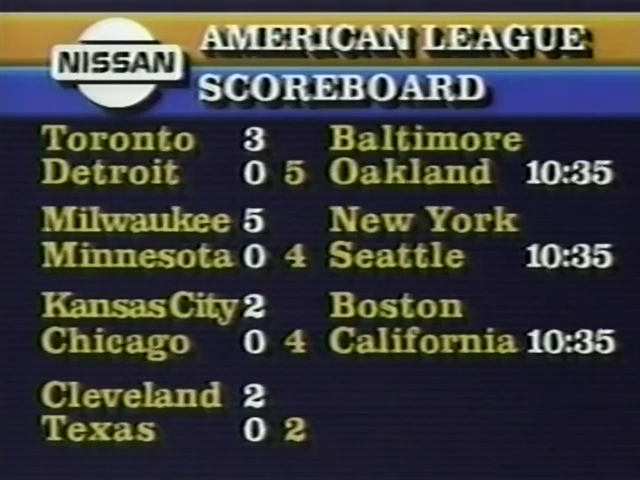 NISSAN
AMERICAN LEAGUE
SCOREBOARD
Toronto 3
Detroit 0 5
Milwaukee 5
Minnesota 0 4
Kansas City 2
Chicago 0 4
Cleveland 2
Texas 0 2
Baltimore
Oakland 10:35
New York
Seattle 10:35
Boston
California 10:35